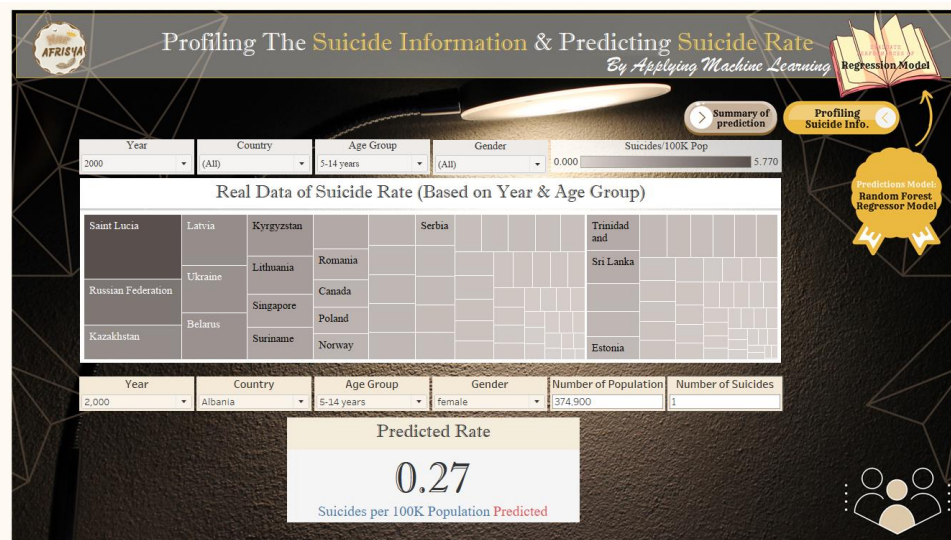 AFRISYA
Profiling The Suicide Information & Predicting Suicide Rate
By Applying Machine Learning
Regression Model
Summary of
prediction
Profiling
Suicide Info.
Year
Country
Age Group
Gender
Suicides/100K Pop
2000
(All)
5-14 years
(All)
0.000
5.770
Predictions Model:
Random Forest
Regressor Model
Real Data of Suicide Rate (Based on Year & Age Group)
Saint Lucia
Russian Federation
Kazakhstan
Latvia
Ukraine
Belarus
Kyrgyzstan
Lithuania
Singapore
Suriname
Romania
Canada
Poland
Norway
Serbia
Trinidad
and
Sri Lanka
Estonia
Year
Country
Age Group
Gender
Number of Population
Number of Suicides
2,000
Albania
5-14 years
female
374,900
1
Predicted Rate
0.27
Suicides per 100K Population Predicted